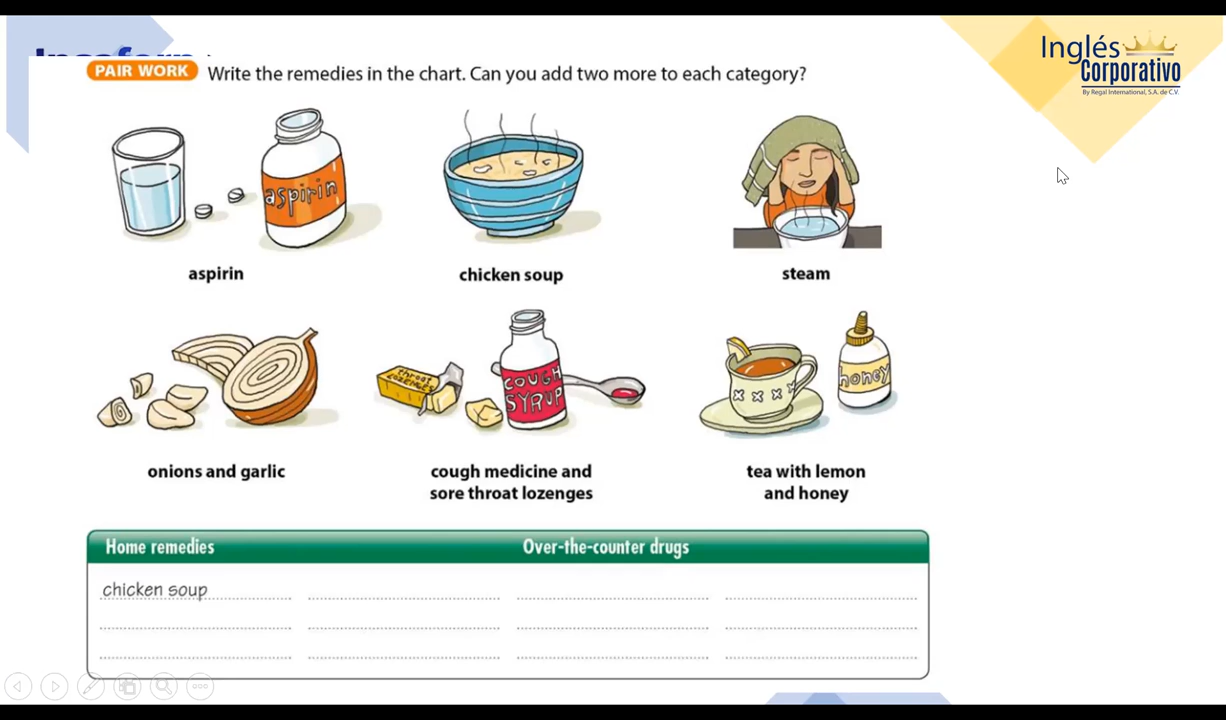 Inglés
Corporativo
By Regal International, S.A. de C.V.
PAIR WORK Write the remedies in the chart. Can you add two more to each category?
aspirin
aspirin
chicken soup
steam
throat
lozenges
COUGH
SYRUP
honey
onions and garlic
cough medicine and
sore throat lozenges
tea with lemon
and honey
Home remedies
Over-the-counter drugs
chicken soup